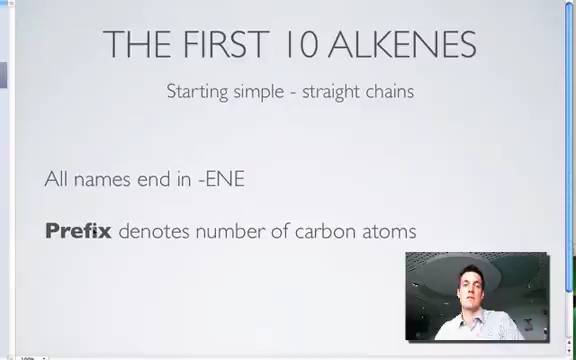 THE FIRST 10 ALKENES
Starting simple - straight chains
All names end in -ENE
Prefix denotes number of carbon atoms